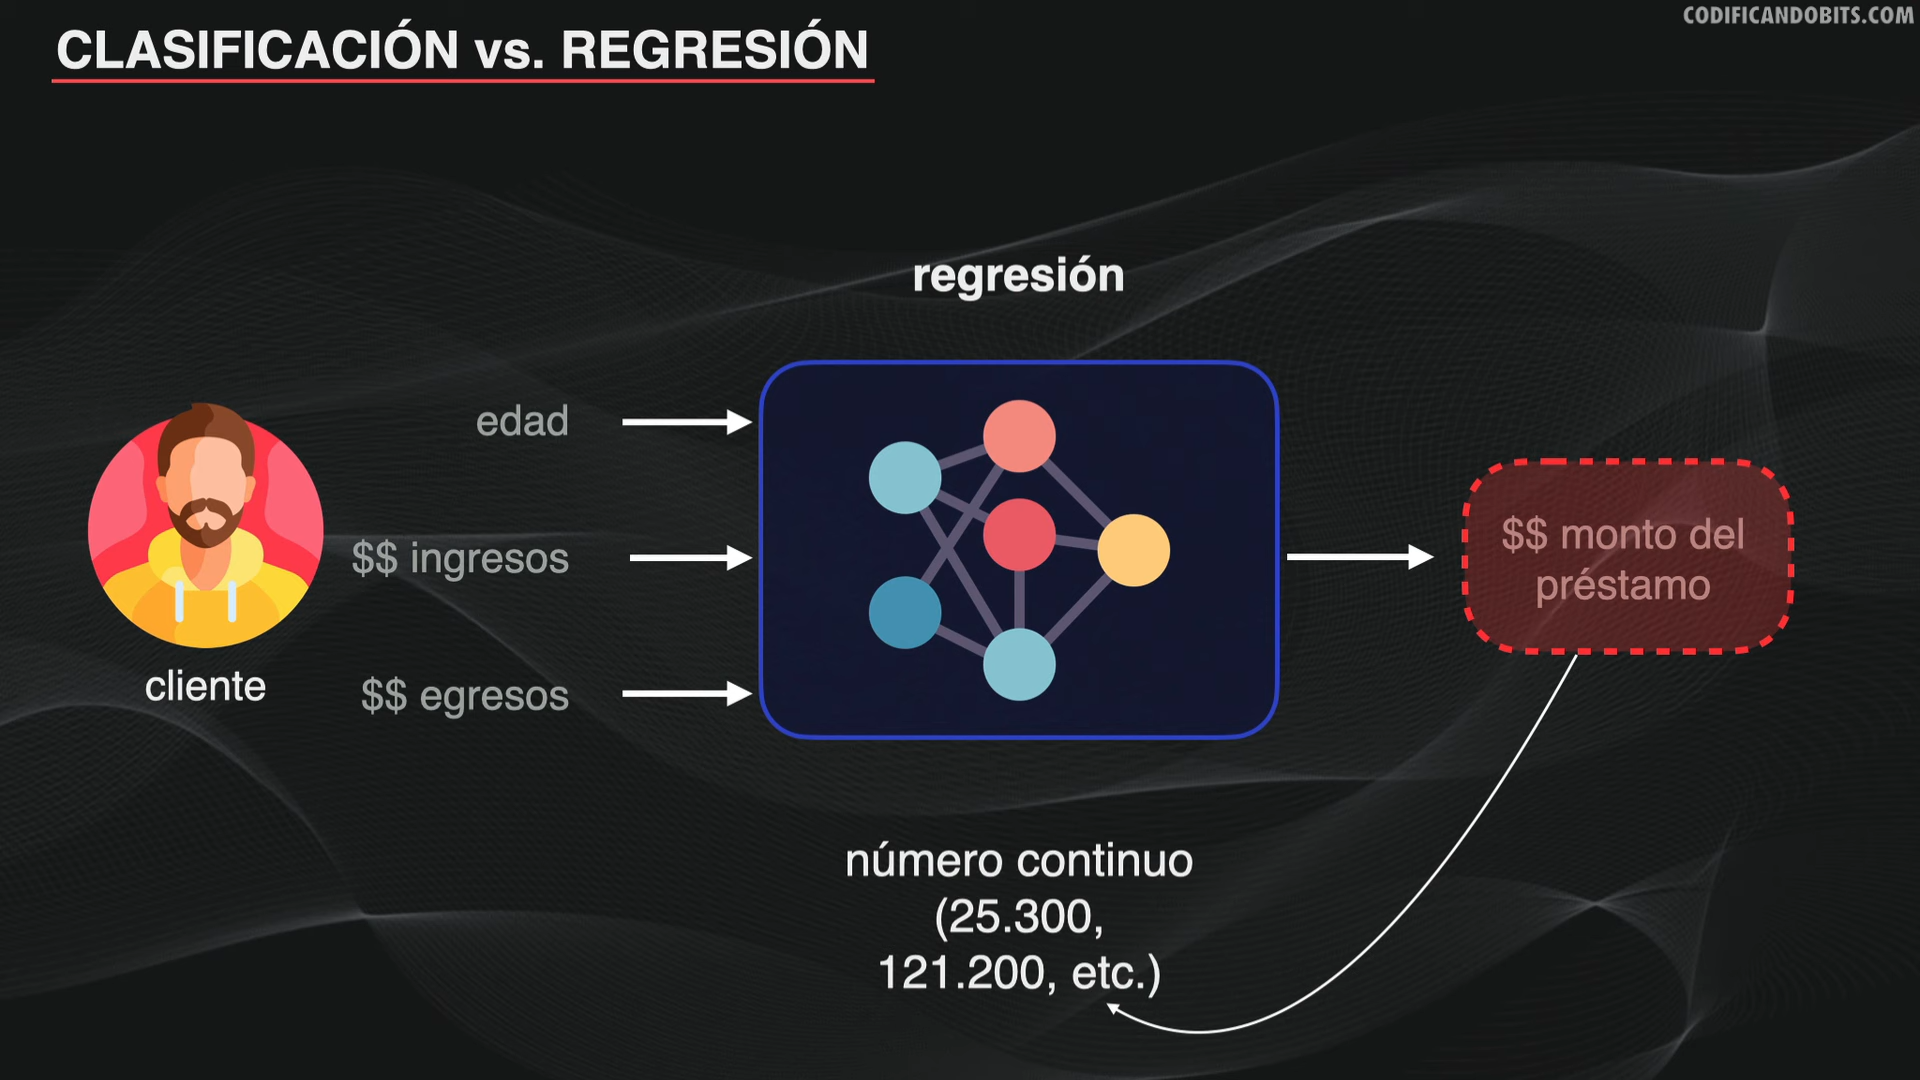 CODIFICANDOBITS.COM
CLASIFICACIÓN vs. REGRESIÓN
regresión
edad
$$ ingresos
$$ egresos
cliente
$$ monto del
préstamo
número continuo
(25.300,
121.200, etc.)